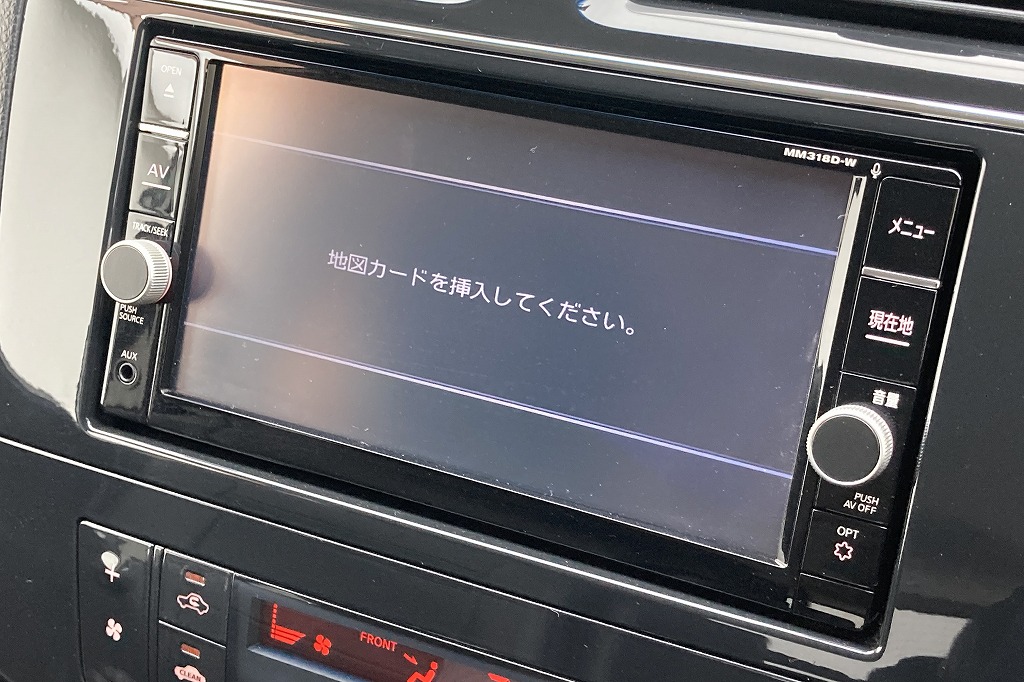 OPEN
MM318D-W
AV
メニュー
TRACK/SEEK
地図カードを挿入してください。
現在地
PUSH
SOURCE
AUX
音量
PUSH
AV OFF
OPT
FRONT
CLEAN